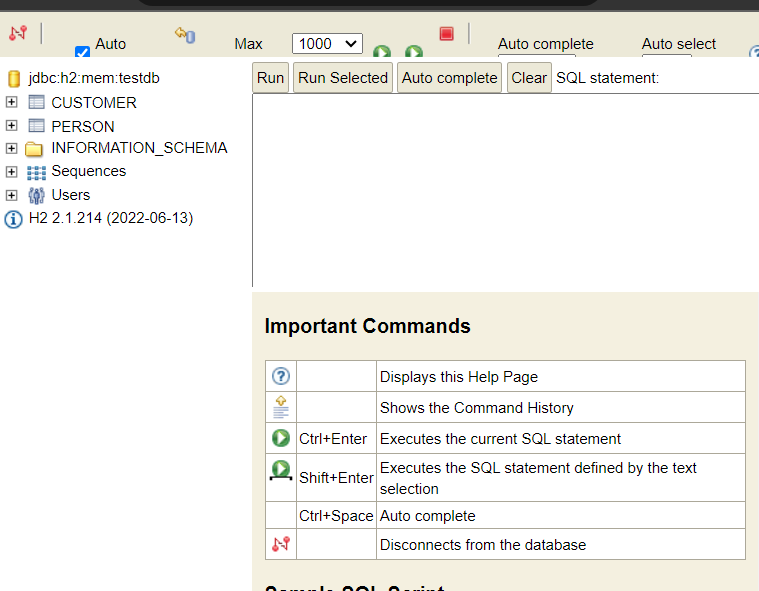 Auto
Max
1000
Auto complete
Auto select
jdbc:h2:mem:testdb
CUSTOMER
PERSON
INFORMATION_SCHEMA
Sequences
Users
H2 2.1.214 (2022-06-13)
Run Run Selected Auto complete Clear SQL statement:
Important Commands
Displays this Help Page
Shows the Command History
Ctrl+Enter Executes the current SQL statement
Shift+Enter Executes the SQL statement defined by the text
selection
Ctrl+Space Auto complete
Disconnects from the database
Sample SQL Script